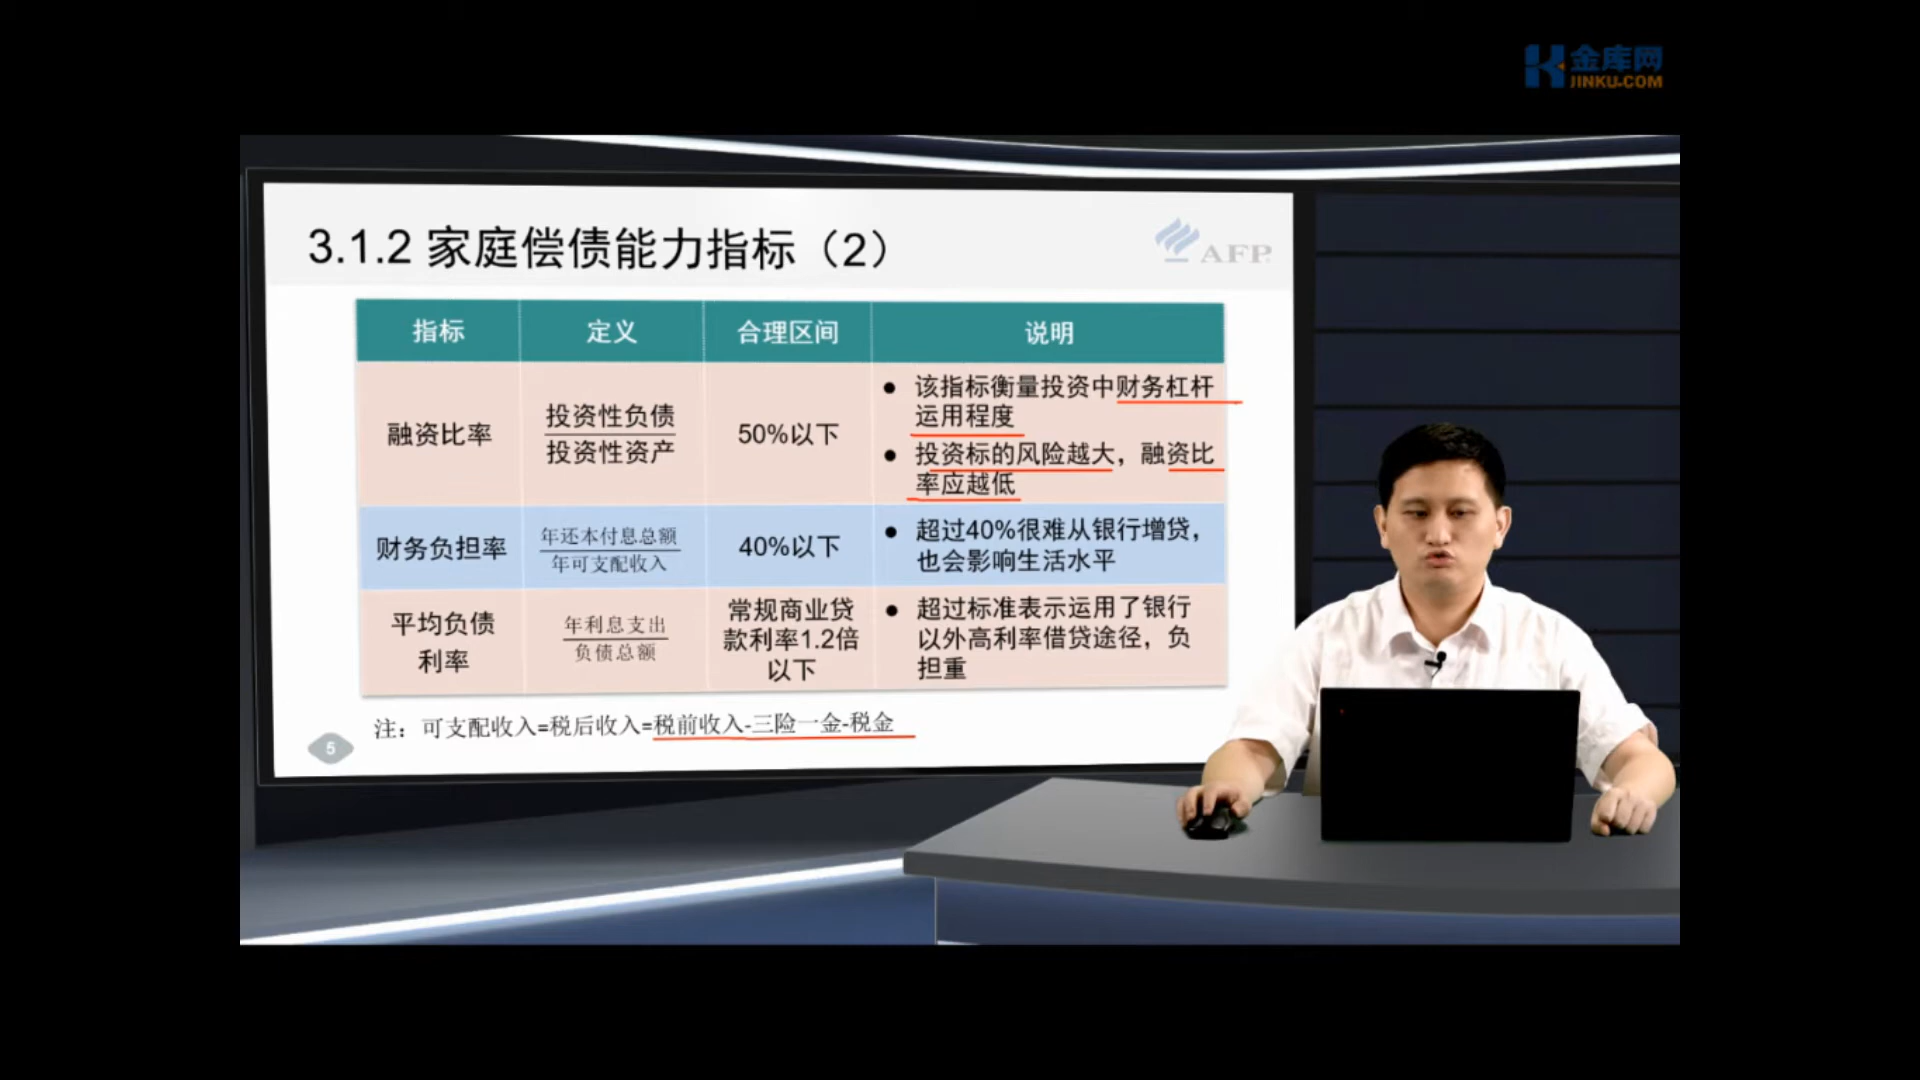 金库网
JINKU.COM
3.1.2 家庭偿债能力指标（2）
AFP
指标
定义
合理区间
说明
融资比率
投资性负债
投资性资产
50%以下
● 该指标衡量投资中财务杠杆
运用程度
● 投资标的风险越大，融资比
率应越低
财务负担率
年还本付息总额
年可支配收入
40%以下
● 超过40%很难从银行增贷，
也会影响生活水平
平均负债
利率
年利息支出
负债总额
常规商业贷
款利率1.2倍
以下
● 超过标准表示运用了银行
以外高利率借贷途径，负
担重
注：可支配收入=税后收入=税前收入-三险一金-税金
5